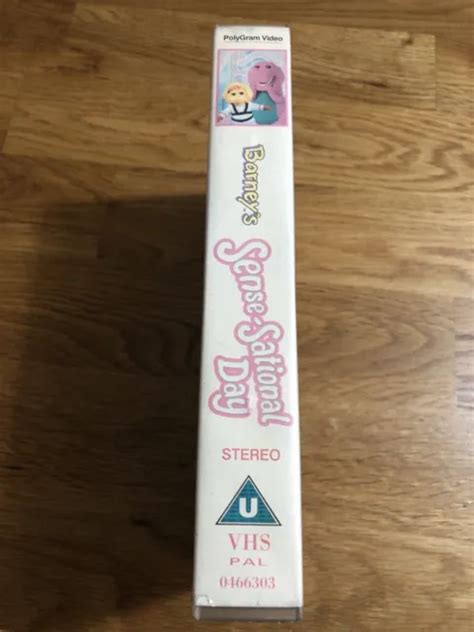 PolyGram Video
Barney's
Sense-Sational
Day
STEREO
U
VHS
PAL
0466303